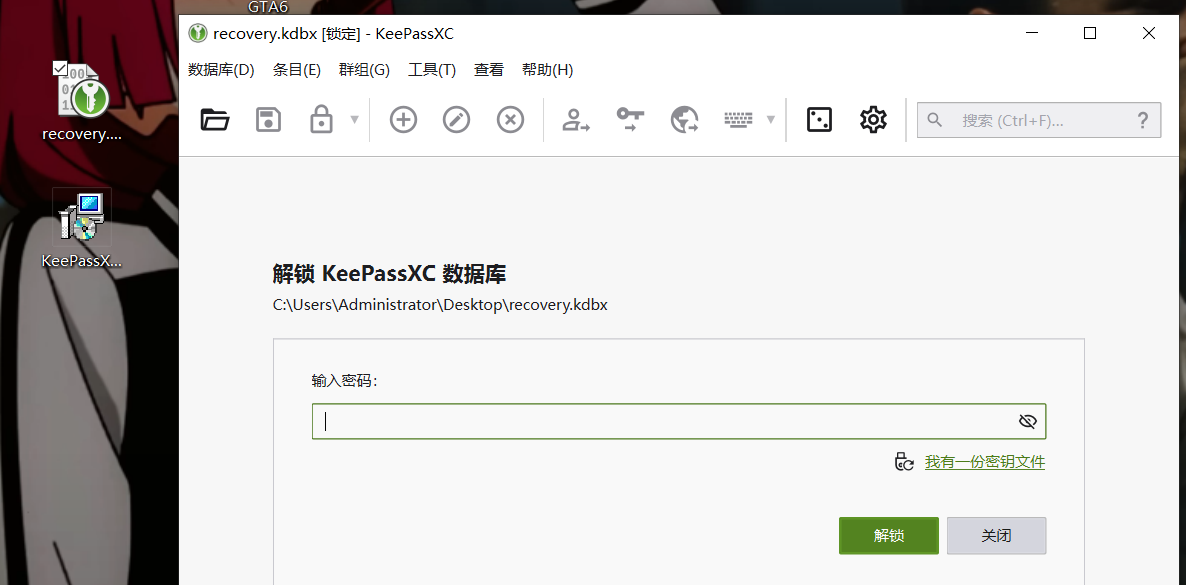 GTA6
recovery.kdbx [锁定] - KeePassXC
数据库(D) 条目(E) 群组(G) 工具(T) 查看 帮助(H)
搜索 (Ctrl+F)... ?
recovery....
KeePassX...
解锁 KeePassXC 数据库
C:\Users\Administrator\Desktop\recovery.kdbx
输入密码:
我有一份密钥文件
解锁 关闭